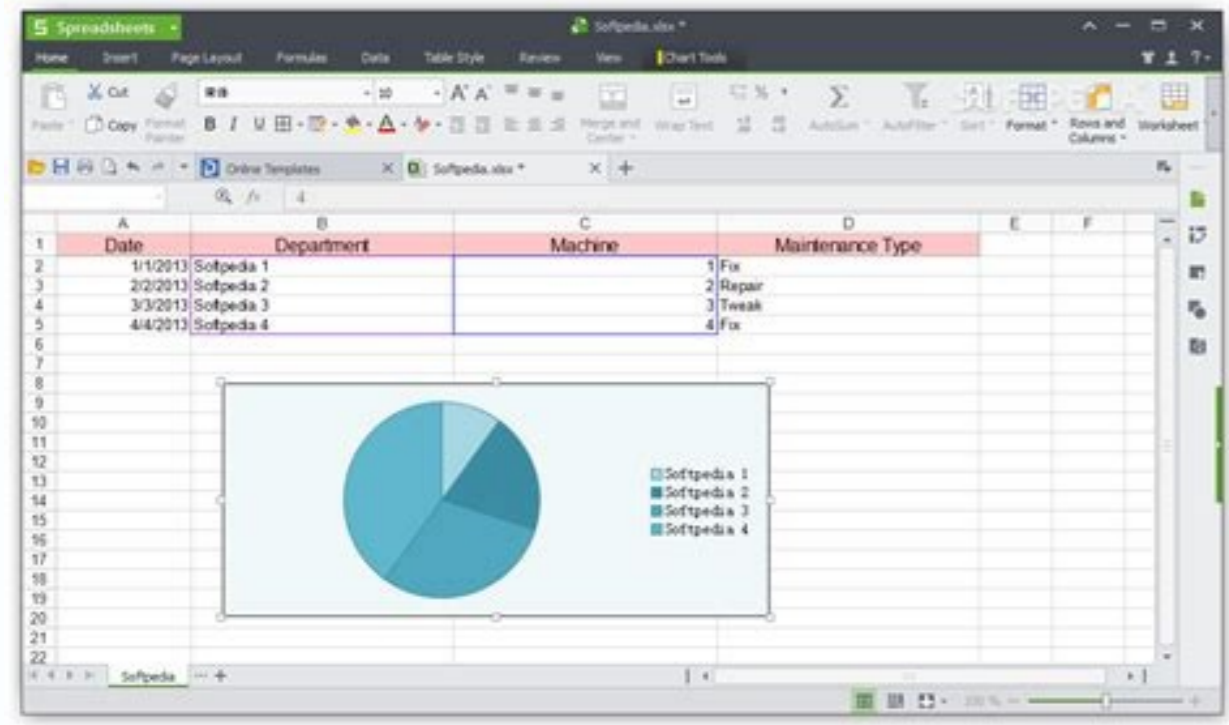 Spreadsheets
Softpedia.xlsx *
Home Insert Page Layout Formulas Data Table Style Review View Chart Tools
Cut 10 A A
Paste Copy Format Painter B I U A Merge and Center Wrap Text AutoSum AutoFilter Sort Format Rows and Columns Worksheet
Online Templates × Softpedia.xlsx * × +
fx 4
A B C D E F
1 Date Department Machine Maintenance Type
2 1/1/2013 Softpedia 1 1 Fix
3 2/2/2013 Softpedia 2 2 Repair
4 3/3/2013 Softpedia 3 3 Tweak
5 4/4/2013 Softpedia 4 4 Fix
6
7
8
9
10
11
12
13
14
15
16
17
18
19
20
21
22
Softpedia 1
Softpedia 2
Softpedia 3
Softpedia 4
Softpedia ... +
100 %